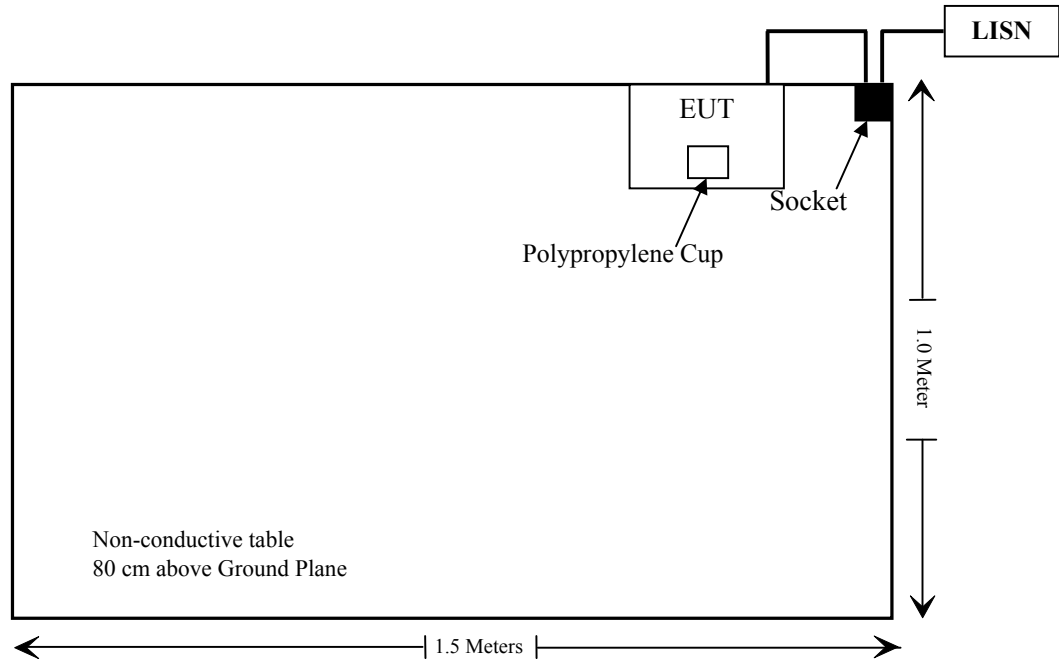 LISN
EUT
Socket
Polypropylene Cup
1.0 Meter
Non-conductive table
80 cm above Ground Plane
1.5 Meters